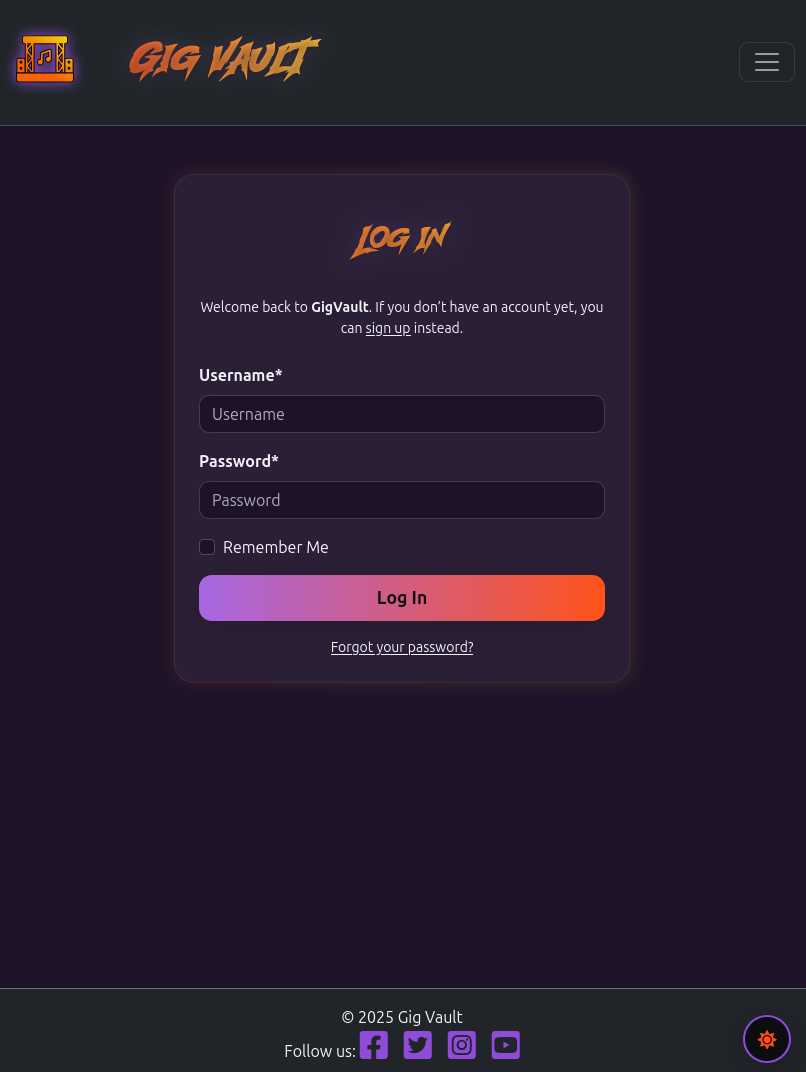 Gig Vault
Log In
Welcome back to GigVault. If you don’t have an account yet, you
can sign up instead.
Username*
Username
Password*
Password
Remember Me
Log In
Forgot your password?
© 2025 Gig Vault
Follow us: